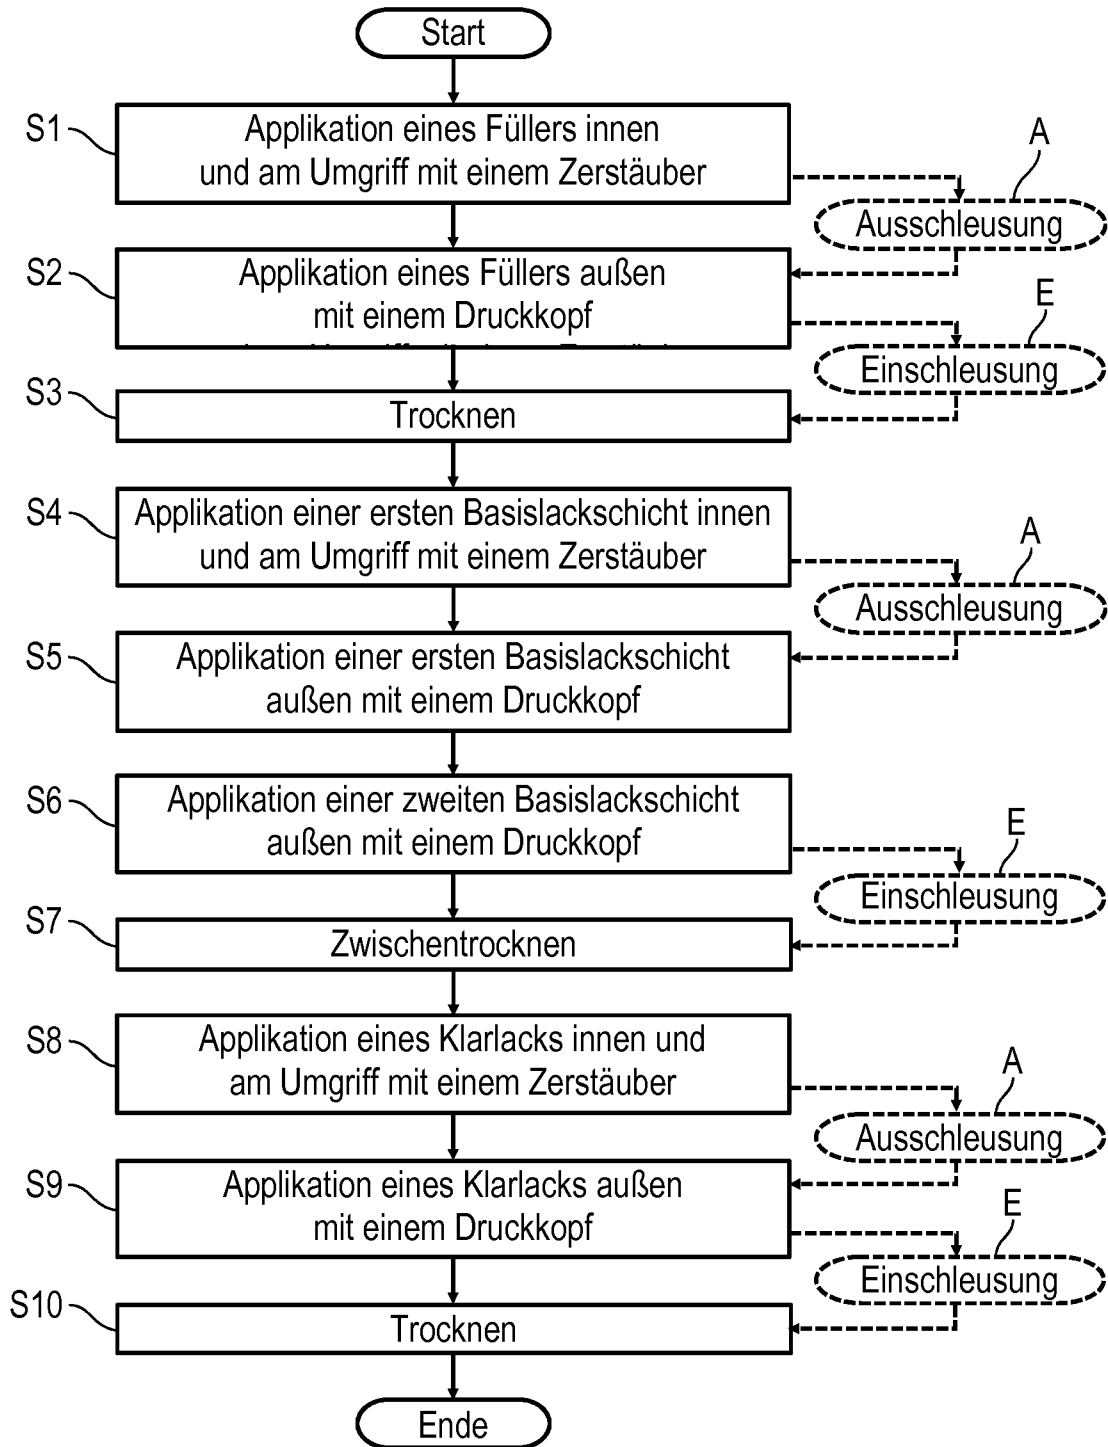 Start
S1
Applikation eines Füllers innen
und am Umgriff mit einem Zerstäuber
A
Ausschleusung
S2
Applikation eines Füllers außen
mit einem Druckkopf
E
Einschleusung
S3
Trocknen
S4
Applikation einer ersten Basislackschicht innen
und am Umgriff mit einem Zerstäuber
A
Ausschleusung
S5
Applikation einer ersten Basislackschicht
außen mit einem Druckkopf
S6
Applikation einer zweiten Basislackschicht
außen mit einem Druckkopf
E
Einschleusung
S7
Zwischentrocknen
S8
Applikation eines Klarlacks innen und
am Umgriff mit einem Zerstäuber
A
Ausschleusung
S9
Applikation eines Klarlacks außen
mit einem Druckkopf
E
Einschleusung
S10
Trocknen
Ende